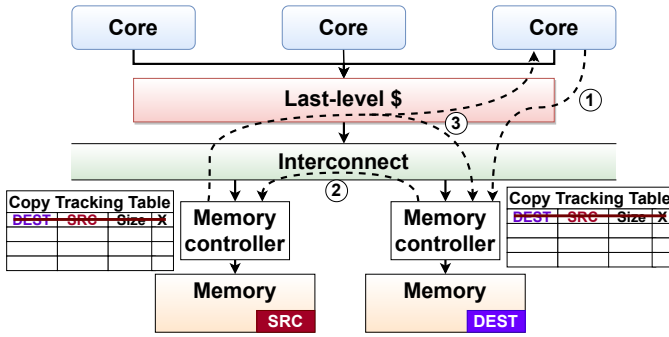 Core Core Core
Last-level $
1
3
Interconnect
2
Copy Tracking Table
DEST SRC Size X
Memory controller
Memory controller
Copy Tracking Table
DEST SRC Size X
Memory
SRC
Memory
DEST